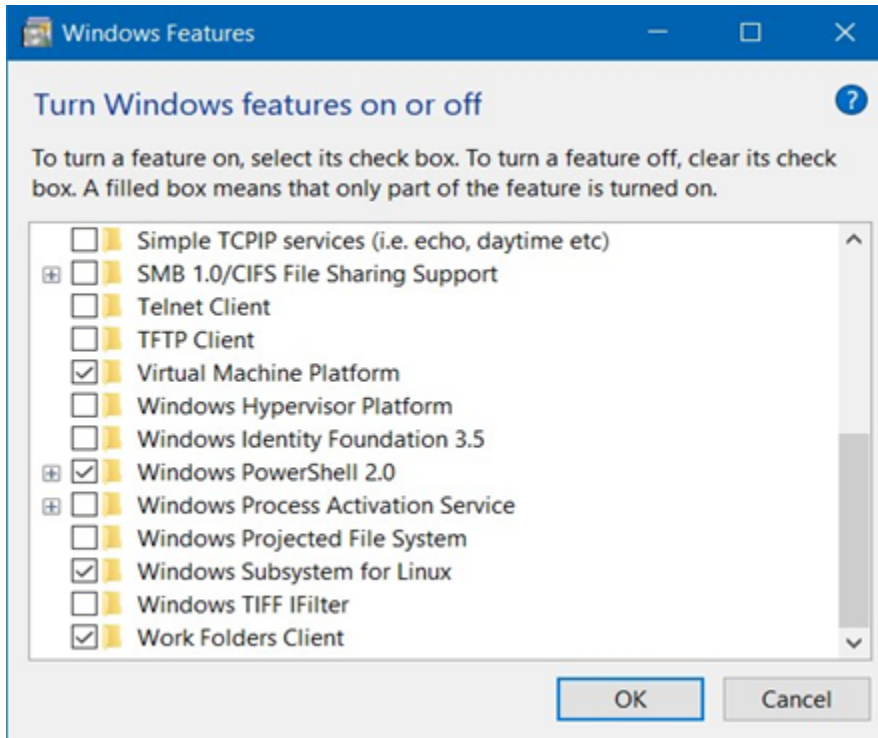 Windows Features
Turn Windows features on or off
?
To turn a feature on, select its check box. To turn a feature off, clear its check
box. A filled box means that only part of the feature is turned on.
Simple TCPIP services (i.e. echo, daytime etc)
SMB 1.0/CIFS File Sharing Support
Telnet Client
TFTP Client
Virtual Machine Platform
Windows Hypervisor Platform
Windows Identity Foundation 3.5
Windows PowerShell 2.0
Windows Process Activation Service
Windows Projected File System
Windows Subsystem for Linux
Windows TIFF IFilter
Work Folders Client
OK Cancel